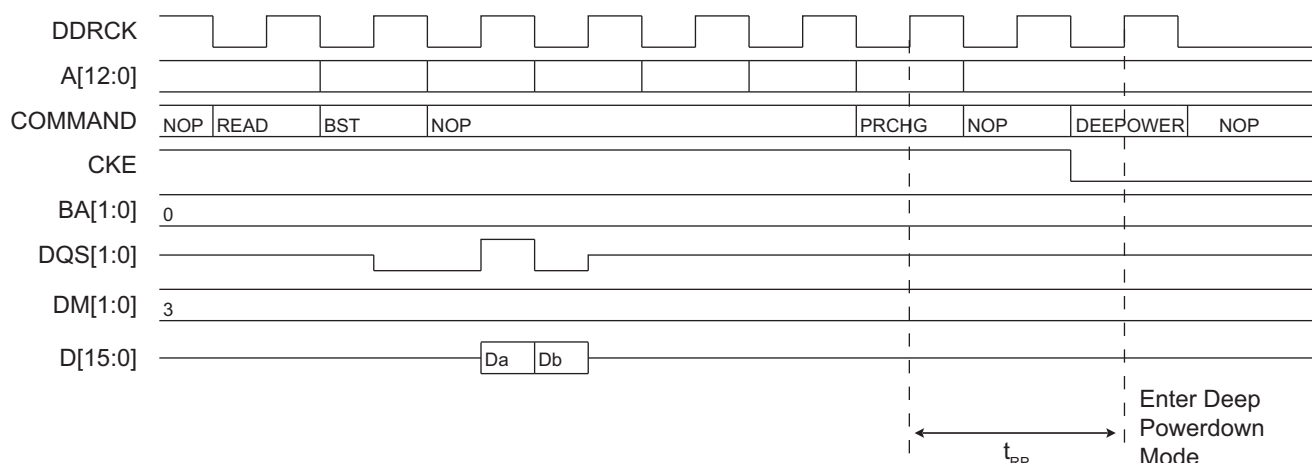 DDRCK
A[12:0]
COMMAND NOP READ BST NOP PRCHG NOP DEEPOWER NOP
CKE
BA[1:0] 0
DQS[1:0]
DM[1:0] 3
D[15:0] Da Db
tRP
Enter Deep
Powerdown
Mode